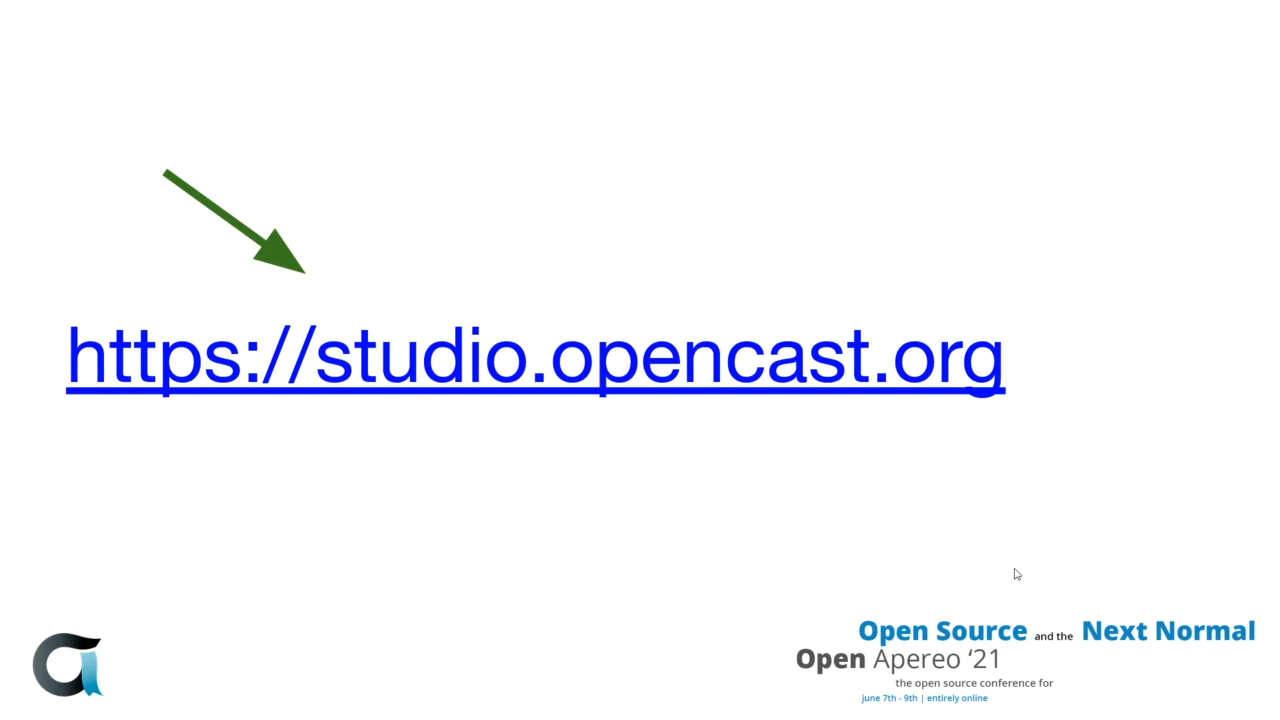 https://studio.opencast.org
Open Source and the Next Normal
Open Apereo ‘21
the open source conference for
june 7th - 9th | entirely online